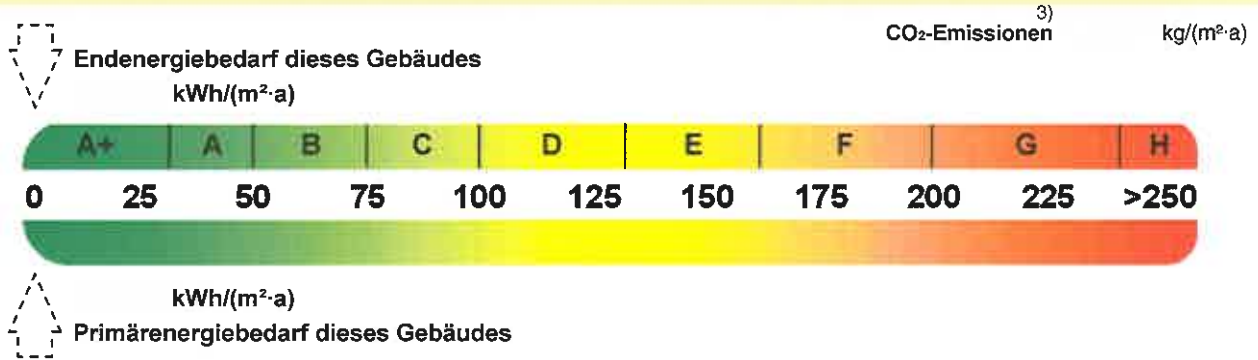 3)
CO₂-Emissionen kg/(m²·a)
Endenergiebedarf dieses Gebäudes
kWh/(m²·a)
A+ A B C D E F G H
0 25 50 75 100 125 150 175 200 225 >250
kWh/(m²·a)
Primärenergiebedarf dieses Gebäudes